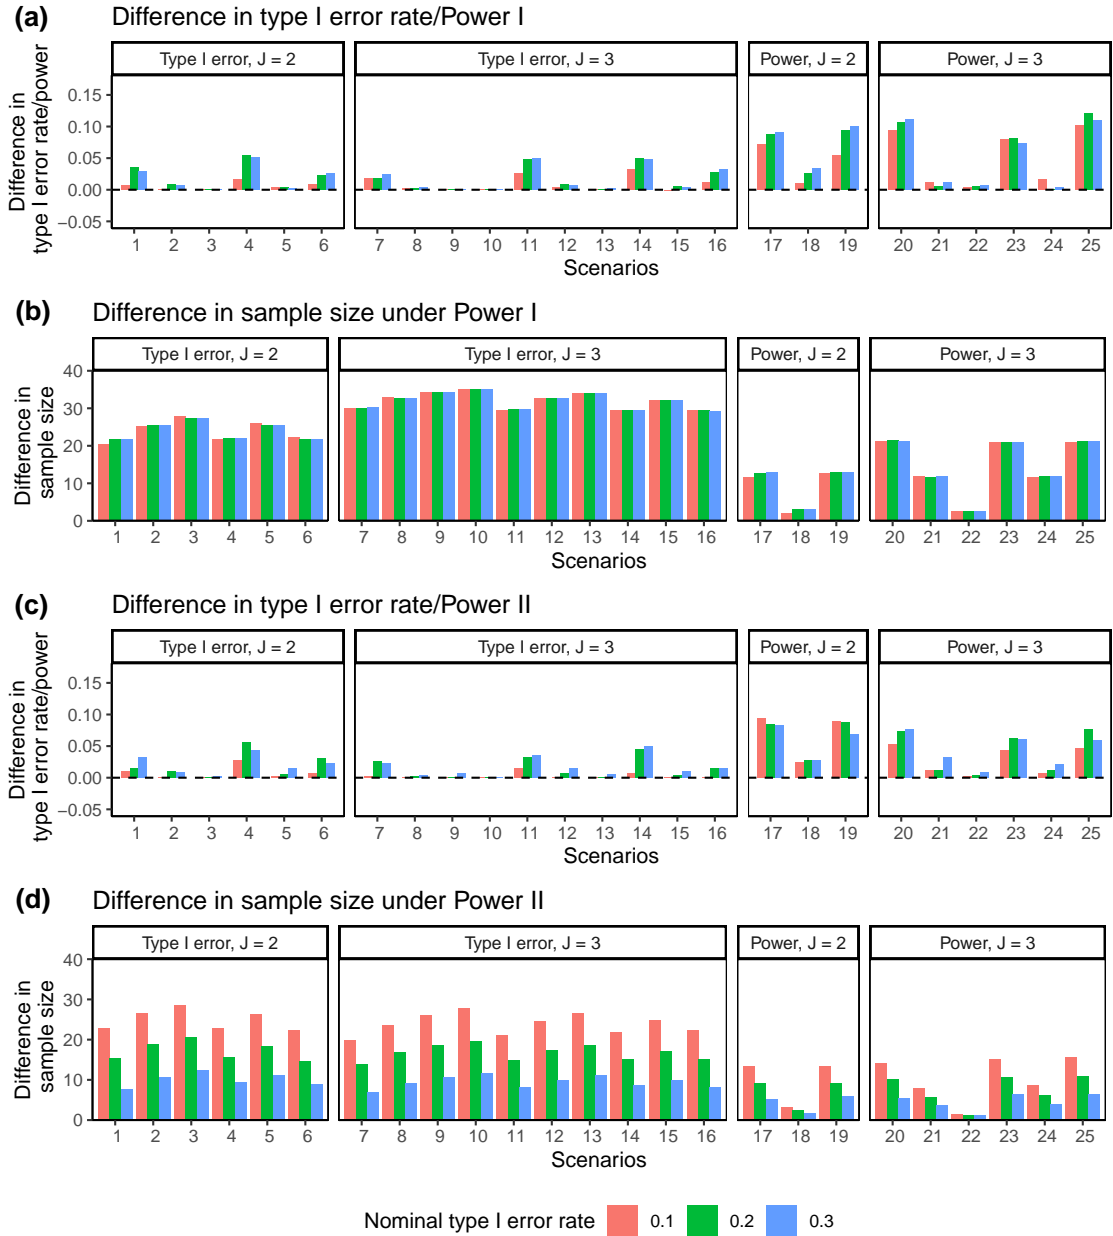 (a) Difference in type I error rate/Power I
Type I error, J = 2 Type I error, J = 3 Power, J = 2 Power, J = 3
Difference in
type I error rate/power
0.15
0.10
0.05
0.00
−0.05
1 2 3 4 5 6 7 8 9 10 11 12 13 14 15 16 17 18 19 20 21 22 23 24 25
Scenarios
(b) Difference in sample size under Power I
Type I error, J = 2 Type I error, J = 3 Power, J = 2 Power, J = 3
Difference in
sample size
40
30
20
10
0
1 2 3 4 5 6 7 8 9 10 11 12 13 14 15 16 17 18 19 20 21 22 23 24 25
Scenarios
(c) Difference in type I error rate/Power II
Type I error, J = 2 Type I error, J = 3 Power, J = 2 Power, J = 3
Difference in
type I error rate/power
0.15
0.10
0.05
0.00
−0.05
1 2 3 4 5 6 7 8 9 10 11 12 13 14 15 16 17 18 19 20 21 22 23 24 25
Scenarios
(d) Difference in sample size under Power II
Type I error, J = 2 Type I error, J = 3 Power, J = 2 Power, J = 3
Difference in
sample size
40
30
20
10
0
1 2 3 4 5 6 7 8 9 10 11 12 13 14 15 16 17 18 19 20 21 22 23 24 25
Scenarios
Nominal type I error rate 0.1 0.2 0.3